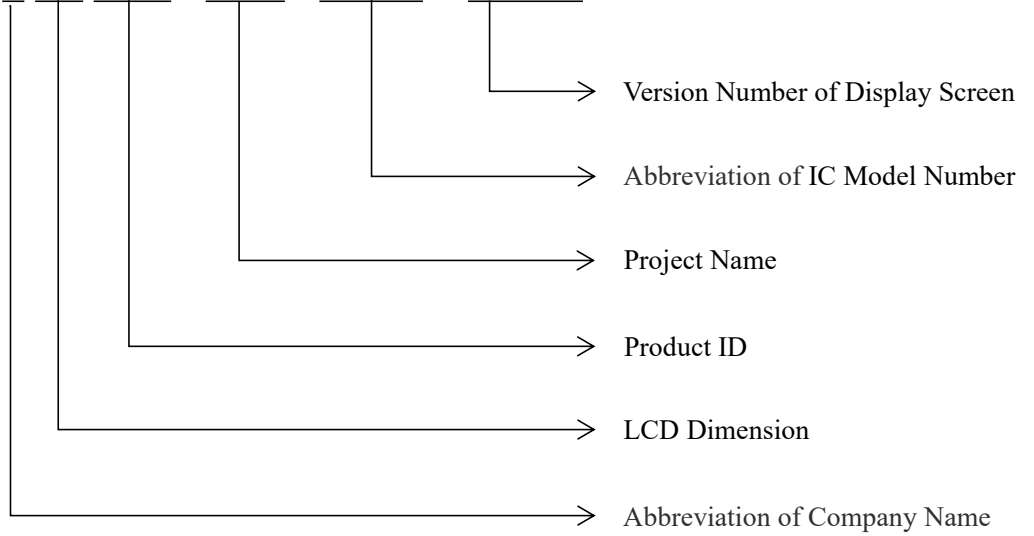 Version Number of Display Screen
Abbreviation of IC Model Number
Project Name
Product ID
LCD Dimension
Abbreviation of Company Name